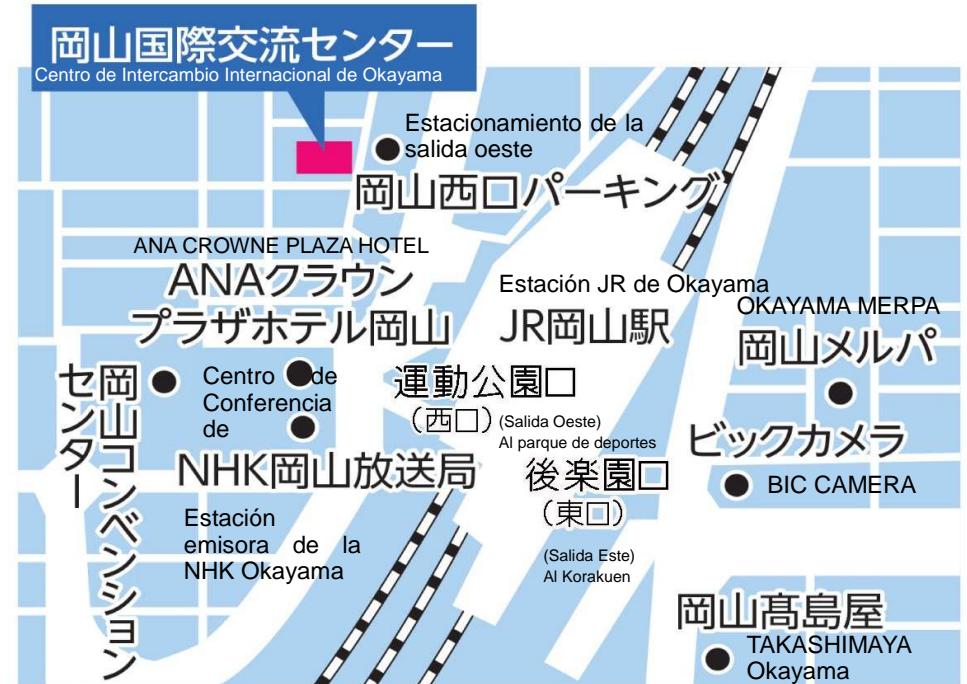 岡山国際交流センター
Centro de Intercambio Internacional de Okayama
Estacionamiento de la
salida oeste
岡山西口パーキング
ANA CROWNE PLAZA HOTEL
ANAクラウン
プラザホテル岡山
Estación JR de Okayama
JR岡山駅
OKAYAMA MERPA
岡山メルパ
岡山コンベンション
センター
Centro de
Conferencia
de
運動公園口
(西口)
(Salida Oeste)
Al parque de deportes
ビックカメラ
BIC CAMERA
NHK岡山放送局
後楽園口
(東口)
Estación
emisora de la
NHK Okayama
(Salida Este)
Al Korakuen
岡山髙島屋
TAKASHIMAYA
Okayama